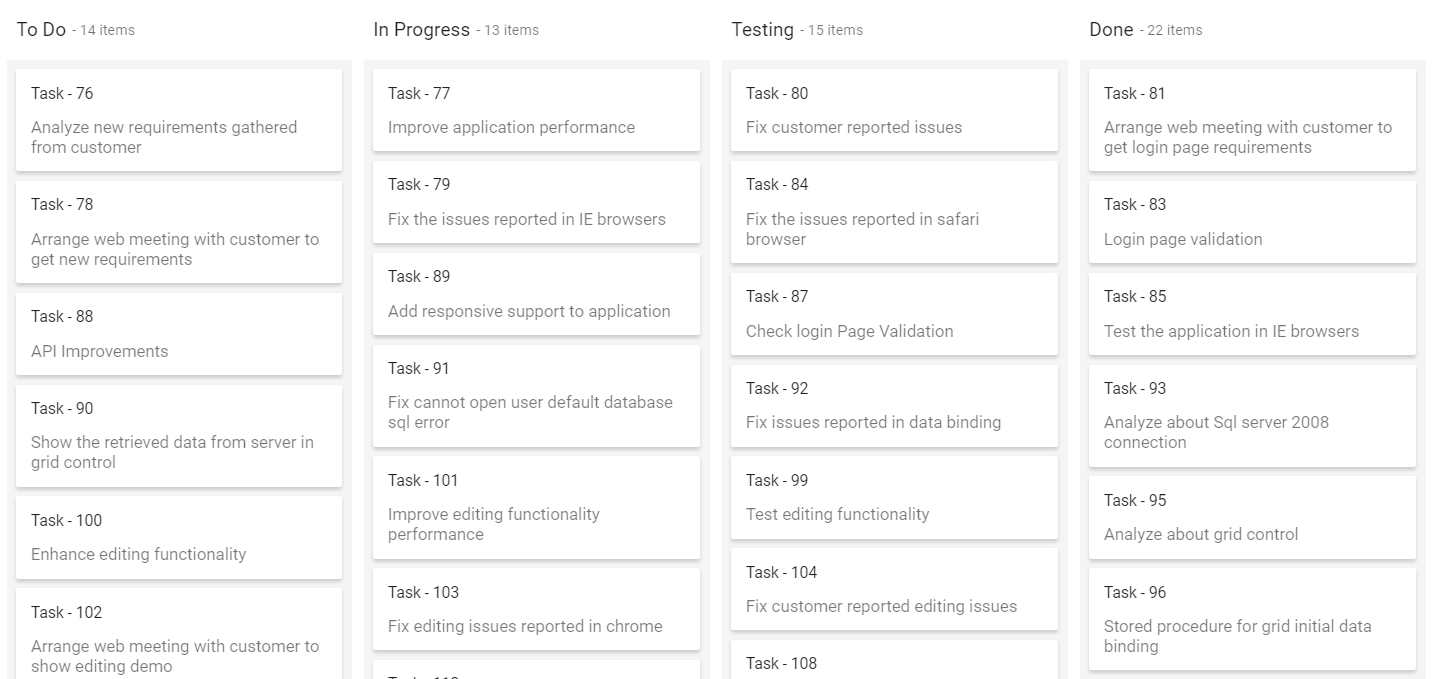 To Do - 14 items
Task - 76
Analyze new requirements gathered
from customer
Task - 78
Arrange web meeting with customer to
get new requirements
Task - 88
API Improvements
Task - 90
Show the retrieved data from server in
grid control
Task - 100
Enhance editing functionality
Task - 102
Arrange web meeting with customer to
show editing demo
In Progress - 13 items
Task - 77
Improve application performance
Task - 79
Fix the issues reported in IE browsers
Task - 89
Add responsive support to application
Task - 91
Fix cannot open user default database
sql error
Task - 101
Improve editing functionality
performance
Task - 103
Fix editing issues reported in chrome
Testing - 15 items
Task - 80
Fix customer reported issues
Task - 84
Fix the issues reported in safari
browser
Task - 87
Check login Page Validation
Task - 92
Fix issues reported in data binding
Task - 99
Test editing functionality
Task - 104
Fix customer reported editing issues
Task - 108
Done - 22 items
Task - 81
Arrange web meeting with customer to
get login page requirements
Task - 83
Login page validation
Task - 85
Test the application in IE browsers
Task - 93
Analyze about Sql server 2008
connection
Task - 95
Analyze about grid control
Task - 96
Stored procedure for grid initial data
binding